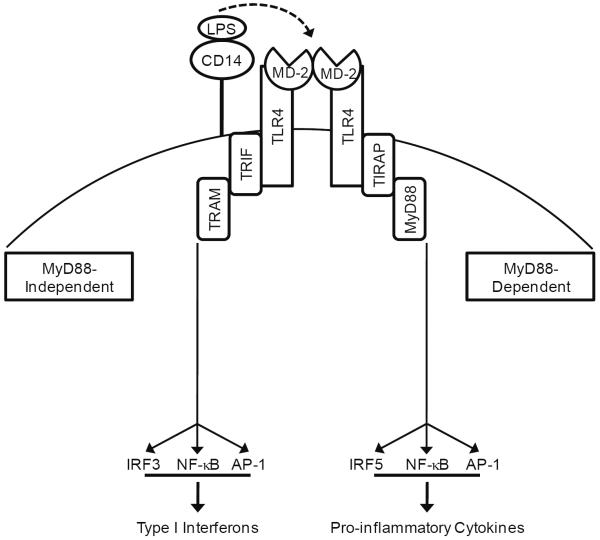 LPS
CD14
MD-2
MD-2
TLR4
TLR4
TRIF
TIRAP
TRAM
MyD88
MyD88-
Independent
MyD88-
Dependent
IRF3 NF-κB AP-1
IRF5 NF-κB AP-1
Type I Interferons
Pro-inflammatory Cytokines